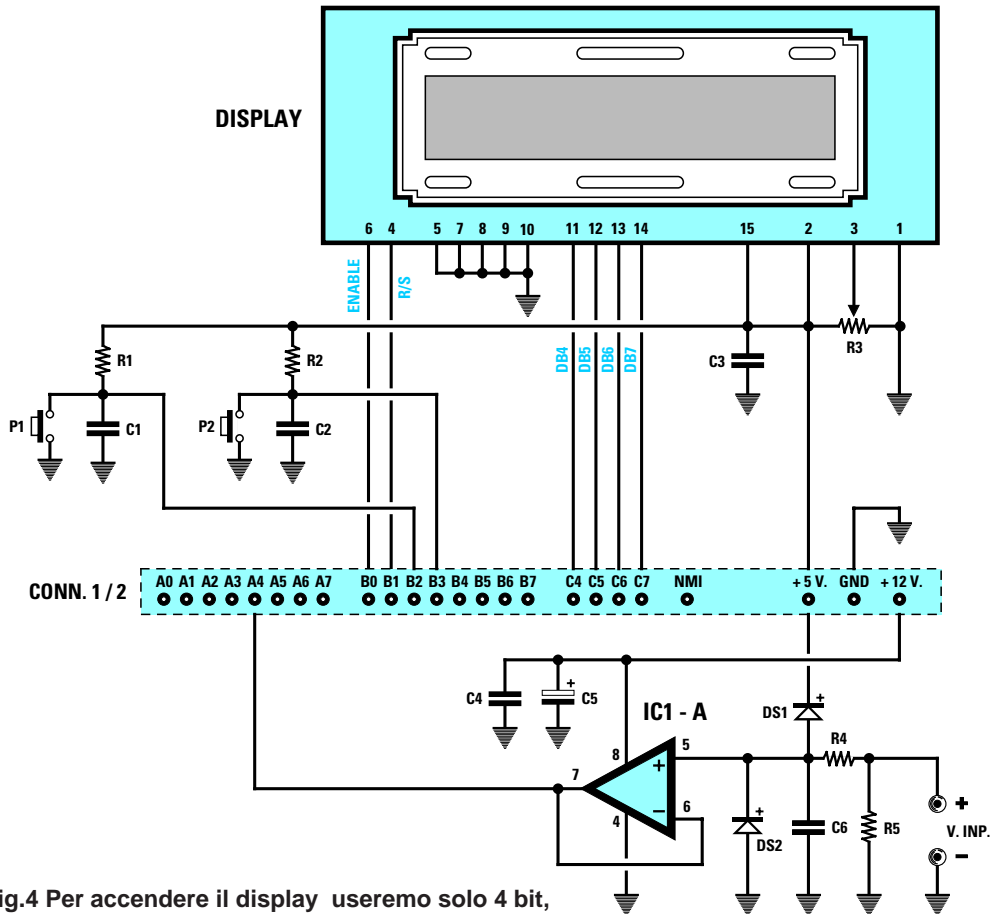 DISPLAY
6 4 5 7 8 9 10 11 12 13 14 15 2 3 1
ENABLE
R/S
DB4
DB5
DB6
DB7
R1
R2
C3
R3
P1
C1
P2
C2
CONN. 1 / 2
A0 A1 A2 A3 A4 A5 A6 A7 B0 B1 B2 B3 B4 B5 B6 B7 C4 C5 C6 C7 NMI + 5 V. GND + 12 V.
C4
+
C5
IC1 - A
DS1
+
R4
8
5
+
7
6
−
4
+
DS2
C6
R5
+
V. INP.
−
ig.4 Per accendere il display useremo solo 4 bit,